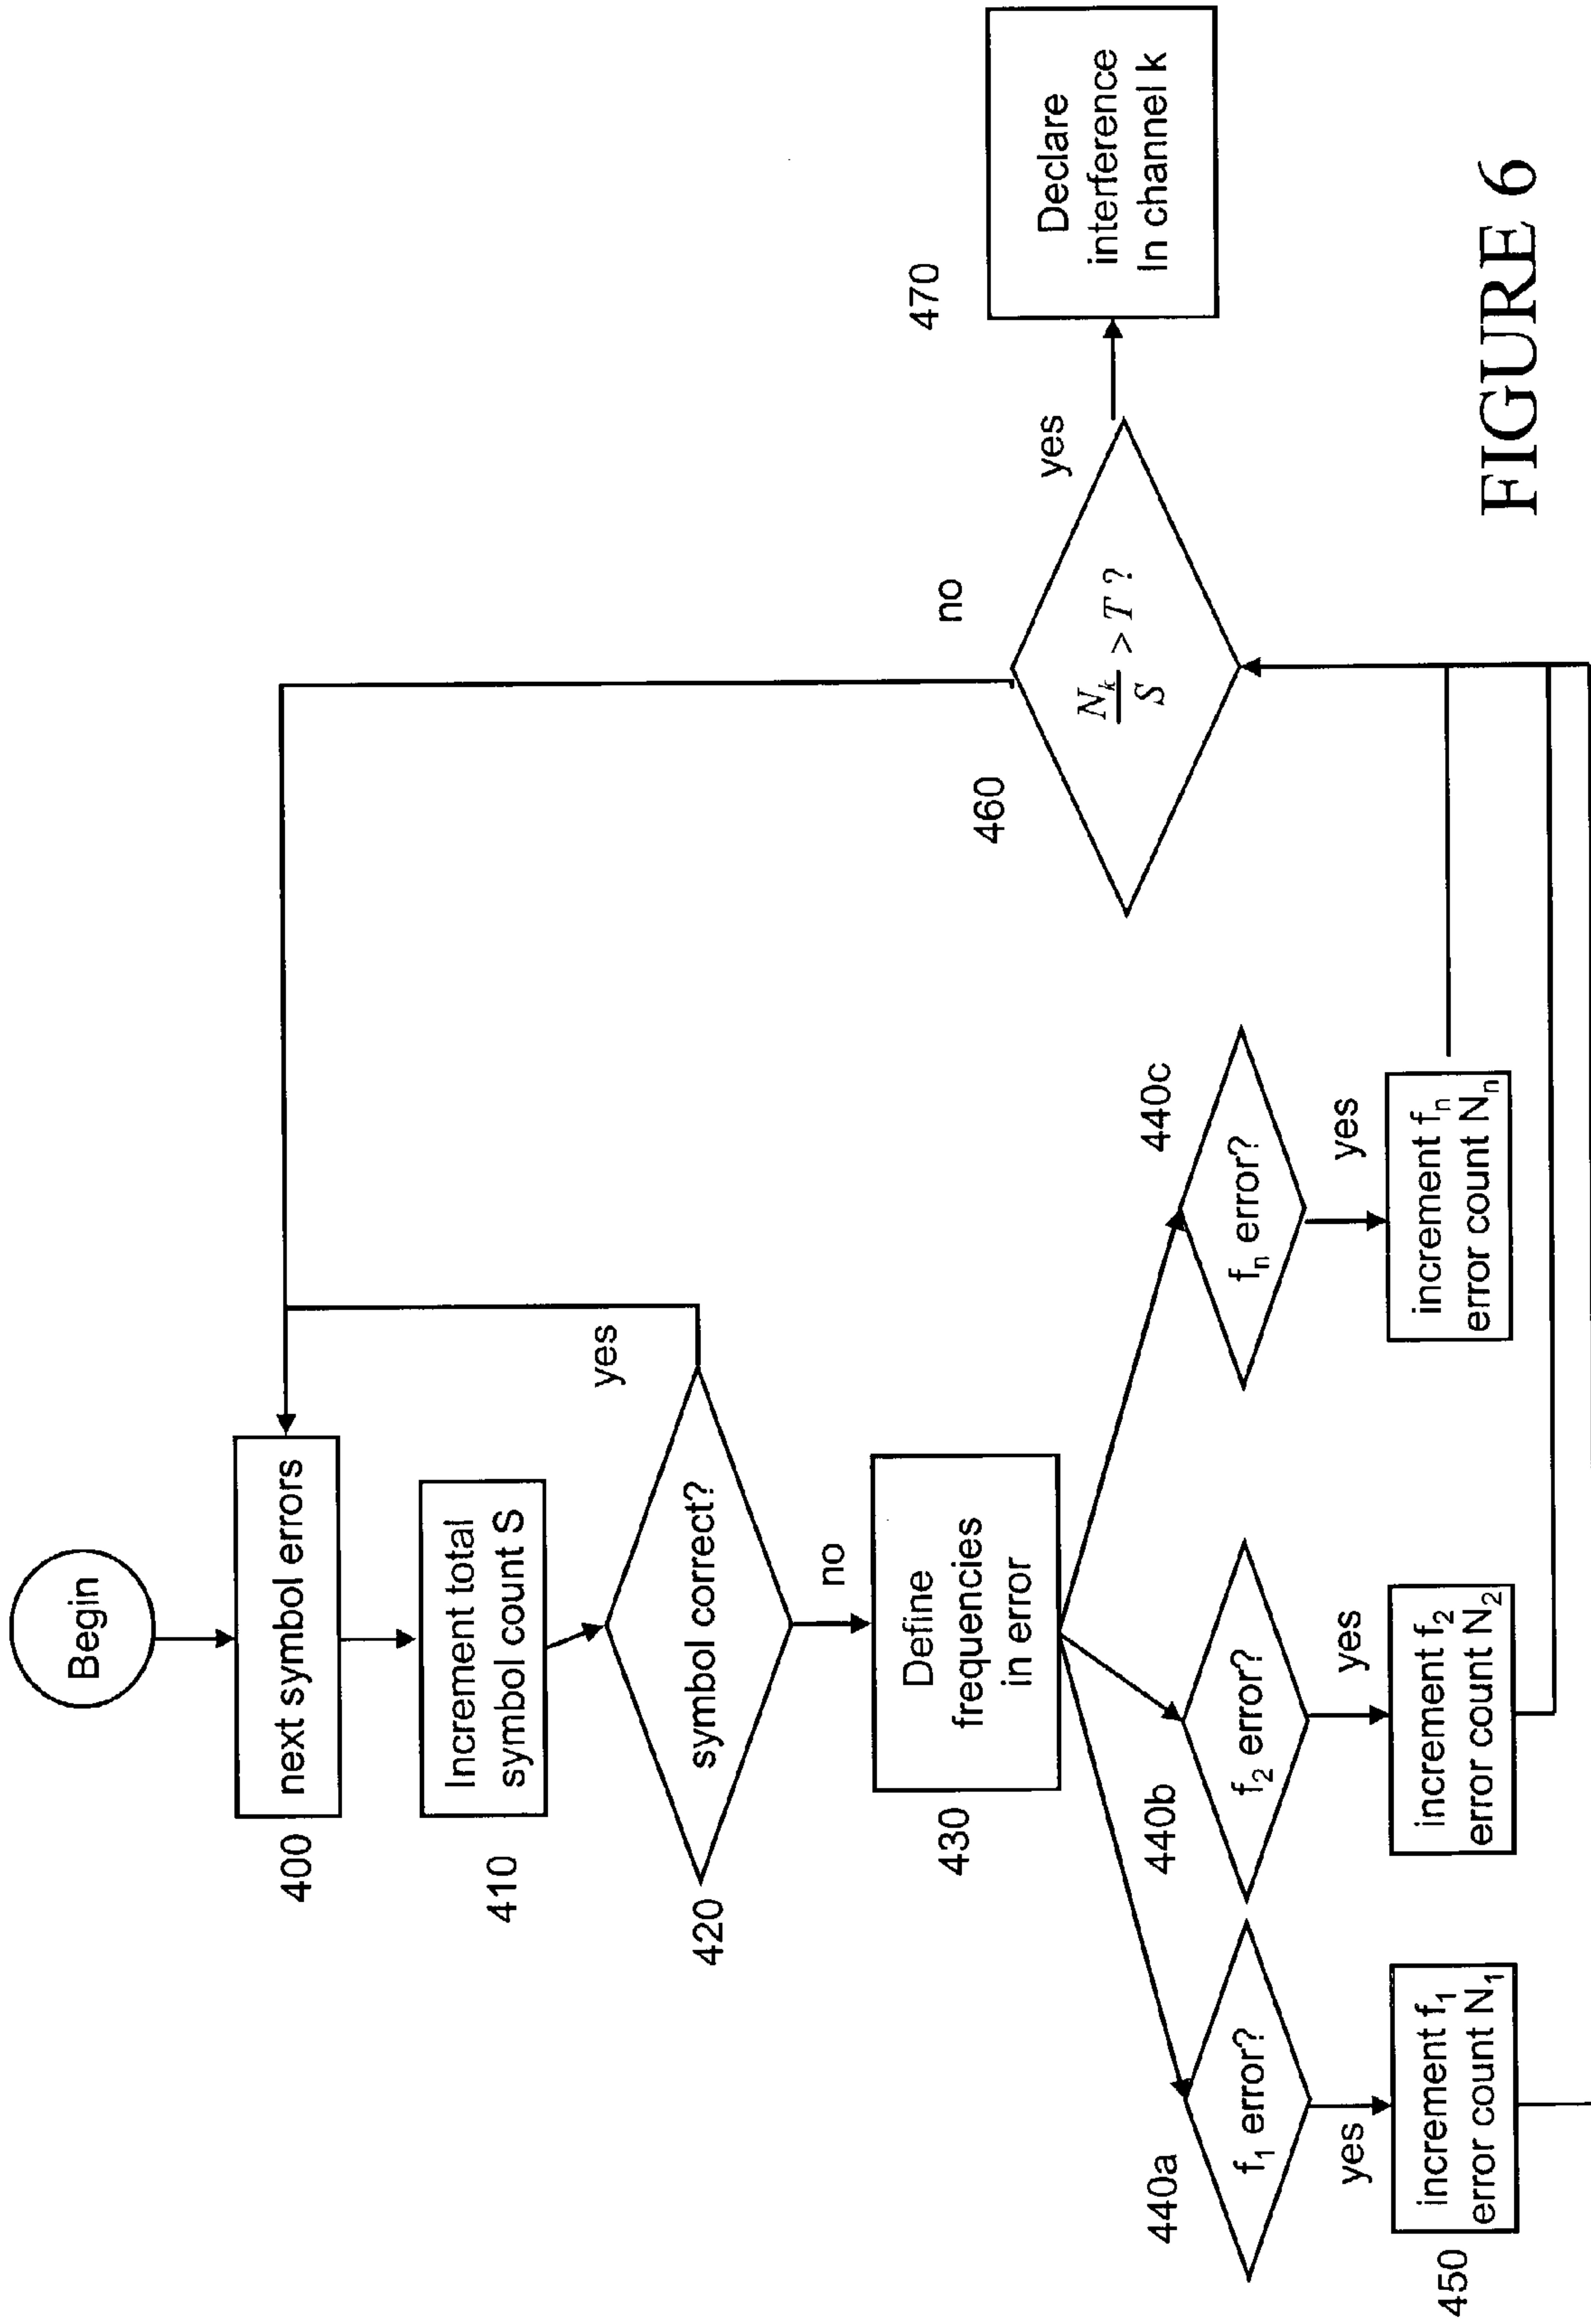 Begin
400
next symbol errors
410
Increment total
symbol count S
420
symbol correct?
yes
no
430
Define
frequencies
in error
440a
f₁ error?
440b
f₂ error?
440c
fₙ error?
yes
yes
yes
450
increment f₁
error count N₁
increment f₂
error count N₂
increment fₙ
error count Nₙ
460
N_k
S
> T ?
no
yes
470
Declare
interference
In channel k
FIGURE 6